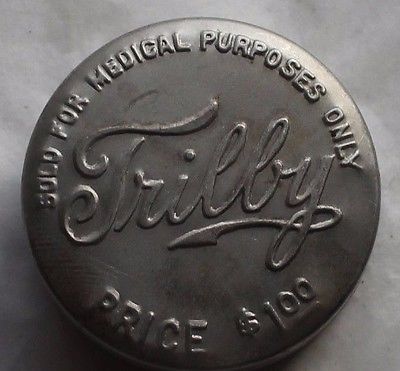 SOLD FOR MEDICAL PURPOSES ONLY
Trilby
PRICE $1.00